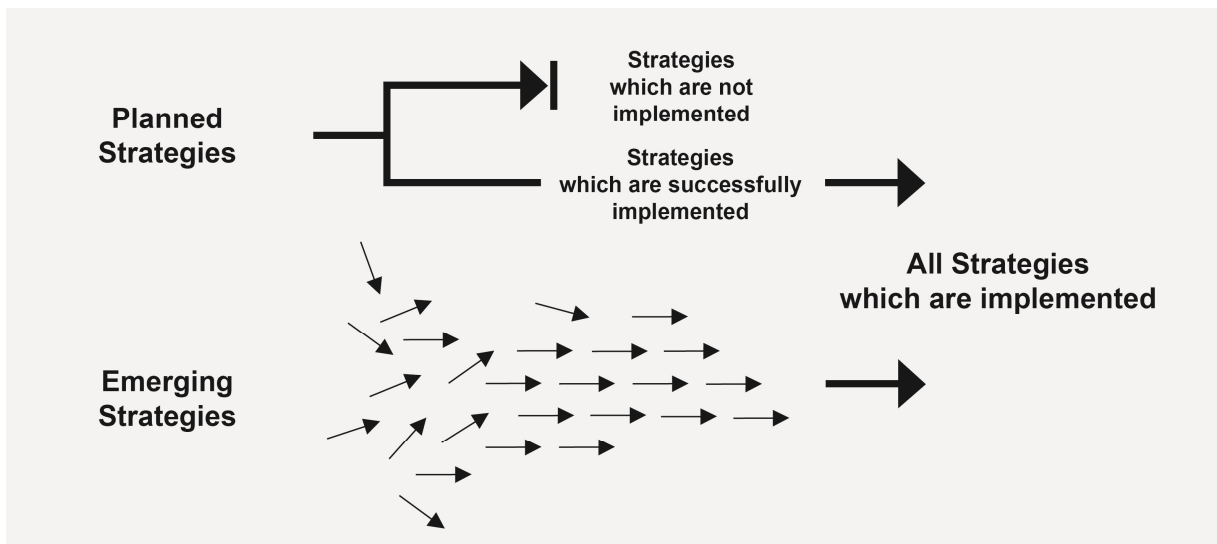 Planned
Strategies
Strategies
which are not
implemented
Strategies
which are successfully
implemented
All Strategies
which are implemented
Emerging
Strategies